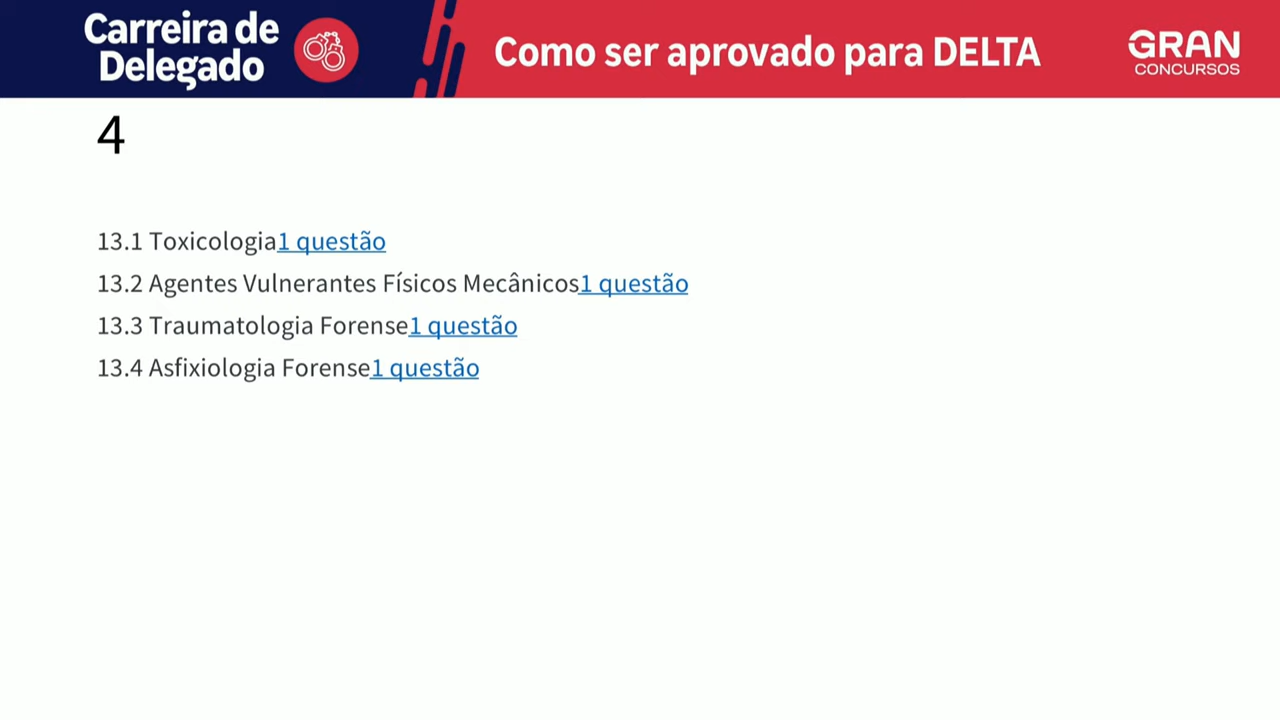 Carreira de
Delegado
Como ser aprovado para DELTA
GRAN
CONCURSOS
4
13.1 Toxicologia1 questão
13.2 Agentes Vulnerantes Físicos Mecânicos1 questão
13.3 Traumatologia Forense1 questão
13.4 Asfixiologia Forense1 questão